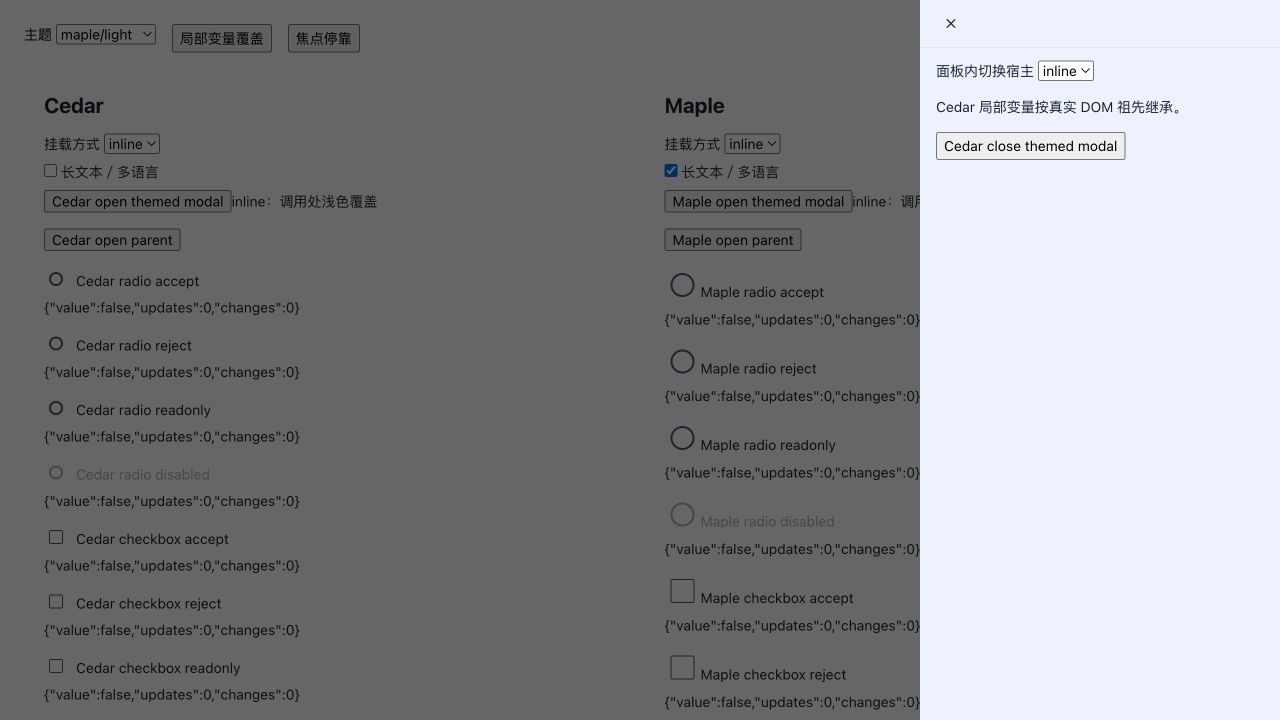 主题 maple/light 局部变量覆盖 焦点停靠
Cedar
挂载方式 inline
长文本 / 多语言
Cedar open themed modal inline：调用处浅色覆盖
Cedar open parent
Cedar radio accept
{"value":false,"updates":0,"changes":0}
Cedar radio reject
{"value":false,"updates":0,"changes":0}
Cedar radio readonly
{"value":false,"updates":0,"changes":0}
Cedar radio disabled
{"value":false,"updates":0,"changes":0}
Cedar checkbox accept
{"value":false,"updates":0,"changes":0}
Cedar checkbox reject
{"value":false,"updates":0,"changes":0}
Cedar checkbox readonly
{"value":false,"updates":0,"changes":0}
Maple
挂载方式 inline
长文本 / 多语言
Maple open themed modal inline：调
Maple open parent
Maple radio accept
{"value":false,"updates":0,"changes":0}
Maple radio reject
{"value":false,"updates":0,"changes":0}
Maple radio readonly
{"value":false,"updates":0,"changes":0}
Maple radio disabled
{"value":false,"updates":0,"changes":0}
Maple checkbox accept
{"value":false,"updates":0,"changes":0}
Maple checkbox reject
{"value":false,"updates":0,"changes":0}
面板内切换宿主 inline
Cedar 局部变量按真实 DOM 祖先继承。
Cedar close themed modal